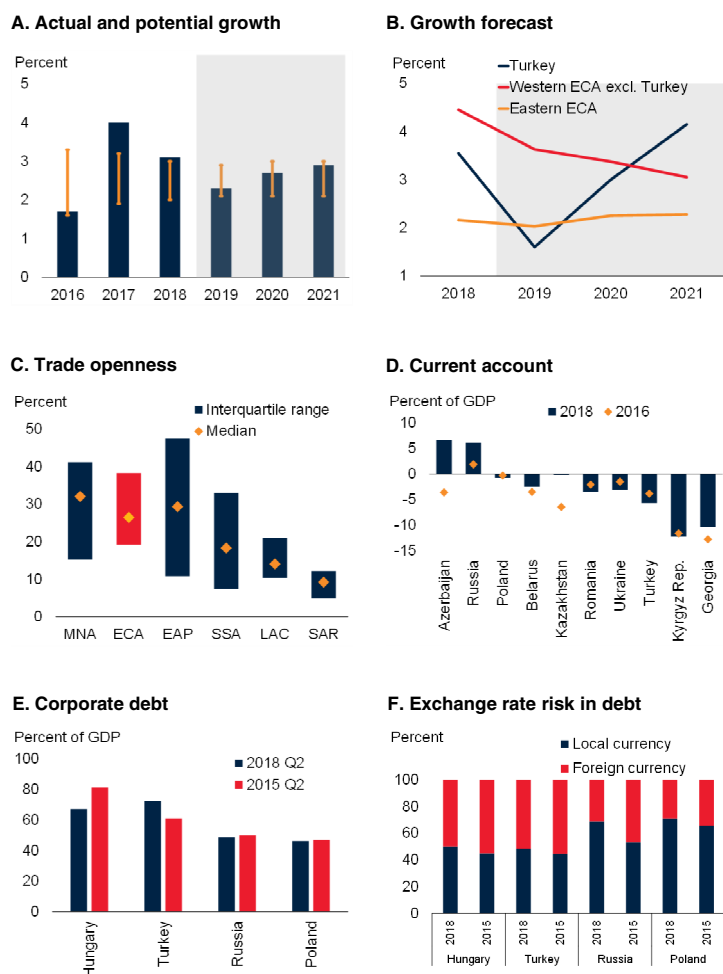 A. Actual and potential growth
Percent
5
4
3
2
1
0
2016 2017 2018 2019 2020 2021
B. Growth forecast
Percent
Turkey
Western ECA excl. Turkey
Eastern ECA
5
4
3
2
1
2018 2019 2020 2021
C. Trade openness
Percent
Interquartile range
Median
50
40
30
20
10
0
MNA ECA EAP SSA LAC SAR
D. Current account
Percent of GDP
2018 2016
10
5
0
-5
-10
-15
Azerbaijan
Russia
Poland
Belarus
Kazakhstan
Romania
Ukraine
Turkey
Kyrgyz Rep.
Georgia
E. Corporate debt
Percent of GDP
2018 Q2
2015 Q2
100
80
60
40
20
0
Hungary
Turkey
Russia
Poland
F. Exchange rate risk in debt
Percent
Local currency
Foreign currency
100
80
60
40
20
0
2018 2015 2018 2015 2018 2015 2018 2015
Hungary Turkey Russia Poland